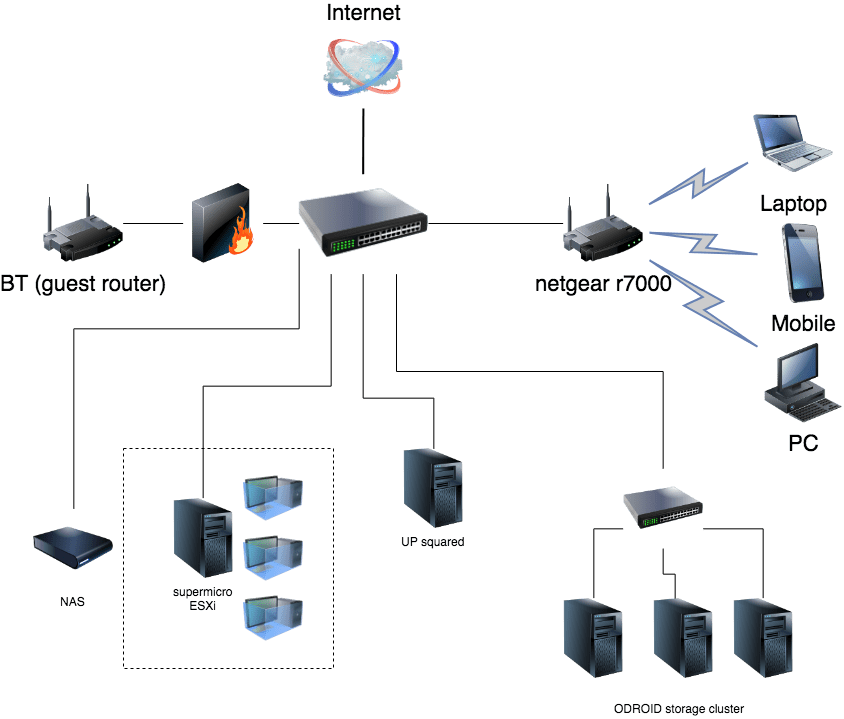 Internet
Laptop
BT (guest router)
netgear r7000
Mobile
PC
UP squared
supermicro
ESXi
NAS
ODROID storage cluster